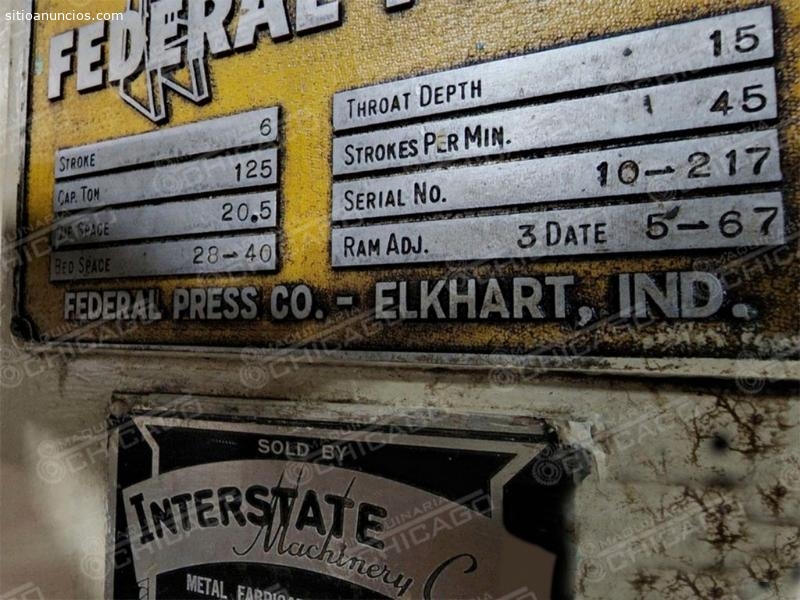 sitioanuncios.com
FEDERAL
STROKE 6
CAP. TON 125
DIE SPACE 20.5
BED SPACE 28-40
THROAT DEPTH 15
STROKES PER MIN. 45
SERIAL NO. 10-217
RAM ADJ. 3 DATE 5-67
FEDERAL PRESS CO. - ELKHART, IND.
SOLD BY
INTERSTATE
Machinery
METAL
MAQUINARIA CHICAGO